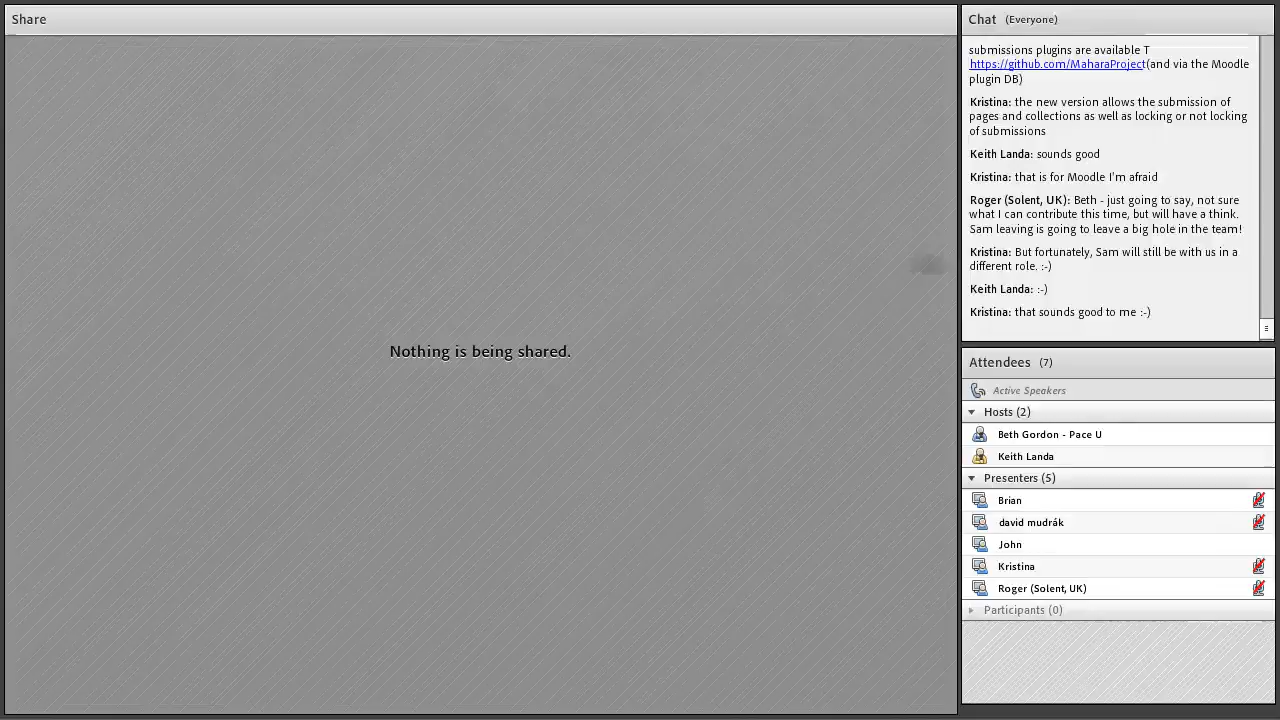 Share
Nothing is being shared.
Chat (Everyone)
submissions plugins are available T
https://github.com/MaharaProject(and via the Moodle
plugin DB)
Kristina: the new version allows the submission of
pages and collections as well as locking or not locking
of submissions
Keith Landa: sounds good
Kristina: that is for Moodle I'm afraid
Roger (Solent, UK): Beth - just going to say, not sure
what I can contribute this time, but will have a think.
Sam leaving is going to leave a big hole in the team!
Kristina: But fortunately, Sam will still be with us in a
different role. :-)
Keith Landa: :-)
Kristina: that sounds good to me :-)
Attendees (7)
Active Speakers
Hosts (2)
Beth Gordon - Pace U
Keith Landa
Presenters (5)
Brian
david mudrák
John
Kristina
Roger (Solent, UK)
Participants (0)